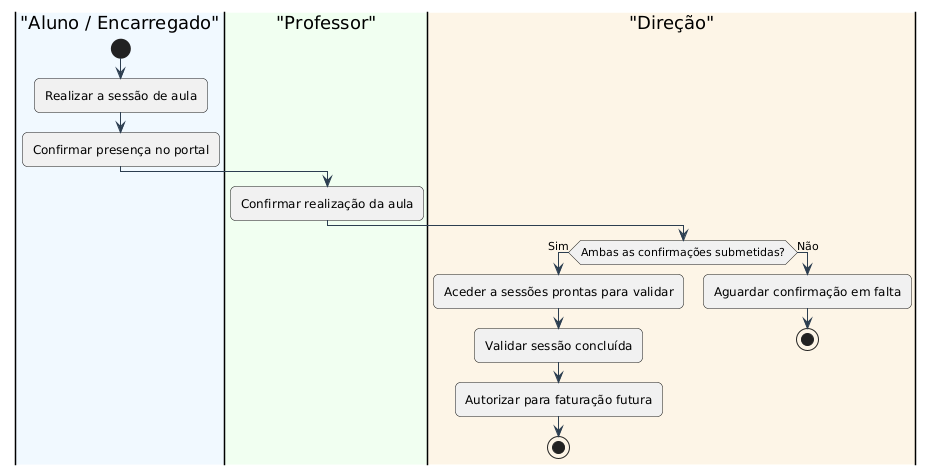 "Aluno / Encarregado"
"Professor"
"Direção"
Realizar a sessão de aula
Confirmar presença no portal
Confirmar realização da aula
Ambas as confirmações submetidas?
Sim
Não
Aceder a sessões prontas para validar
Aguardar confirmação em falta
Validar sessão concluída
Autorizar para faturação futura